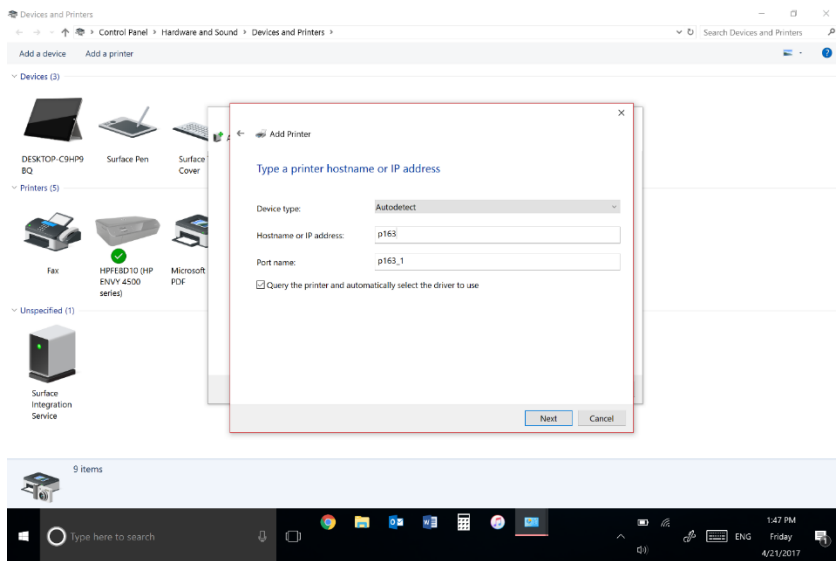 Devices and Printers
Control Panel > Hardware and Sound > Devices and Printers >
Search Devices and Printers
Add a device Add a printer
Devices (3)
DESKTOP-C9HP9
BQ
Surface Pen
Surface
Cover
Printers (5)
Fax
HPFE8D10 (HP
ENVY 4500
series)
Microsoft
PDF
Unspecified (1)
Surface
Integration
Service
Add Printer
Type a printer hostname or IP address
Device type: Autodetect
Hostname or IP address: p163
Port name: p163_1
Query the printer and automatically select the driver to use
Next Cancel
9 items
Type here to search
ENG
1:47 PM
Friday
4/21/2017